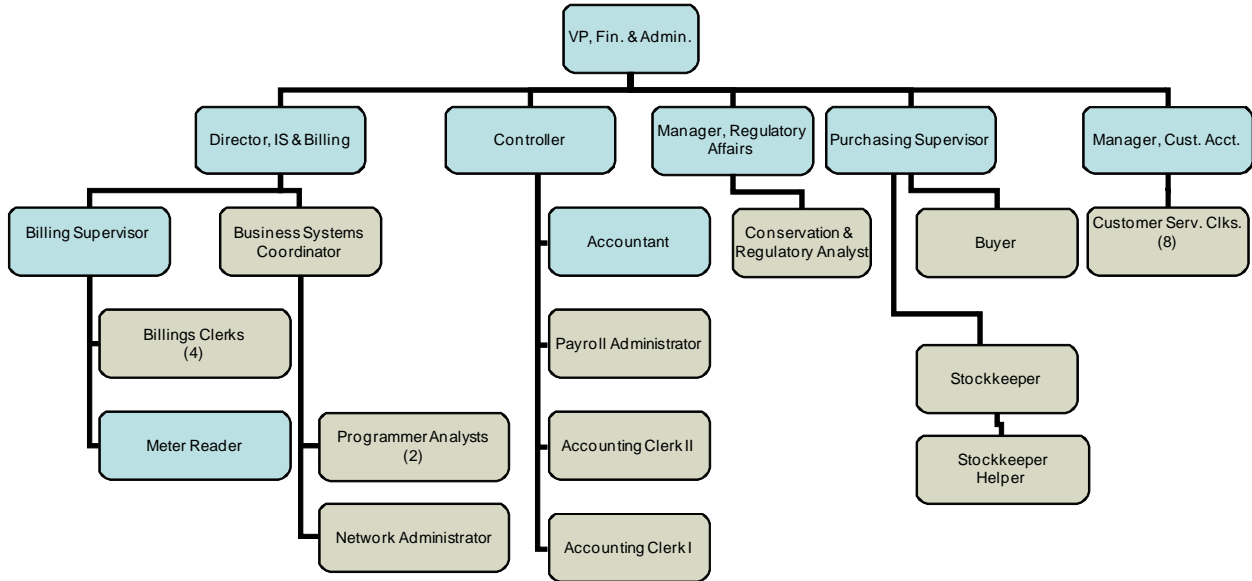 VP, Fin. & Admin.
Director, IS & Billing
Controller
Manager, Regulatory
Affairs
Purchasing Supervisor
Manager, Cust. Acct.
Billing Supervisor
Business Systems
Coordinator
Accountant
Conservation &
Regulatory Analyst
Buyer
Customer Serv. Clks.
(8)
Billings Clerks
(4)
Payroll Administrator
Stockkeeper
Meter Reader
Programmer Analysts
(2)
Accounting Clerk II
Stockkeeper
Helper
Network Administrator
Accounting Clerk I